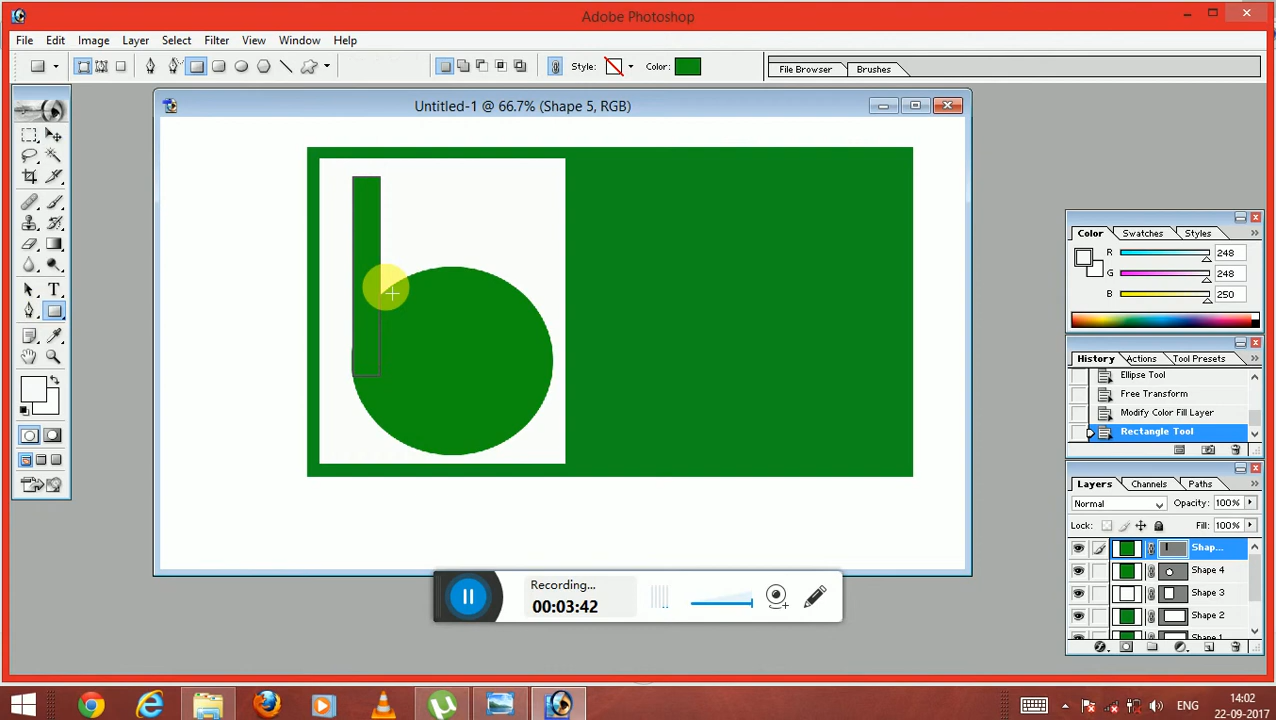 Adobe Photoshop
File Edit Image Layer Select Filter View Window Help
Style: Color: File Browser Brushes
Untitled-1 @ 66.7% (Shape 5, RGB)
Color Swatches Styles
R 248
G 248
B 250
History Actions Tool Presets
Ellipse Tool
Free Transform
Modify Color Fill Layer
Rectangle Tool
Layers Channels Paths
Normal Opacity: 100%
Lock: Fill: 100%
Shap...
Shape 4
Shape 3
Shape 2
Shape 1
Recording...
00:03:42
T
ENG
14:02
22-09-2017